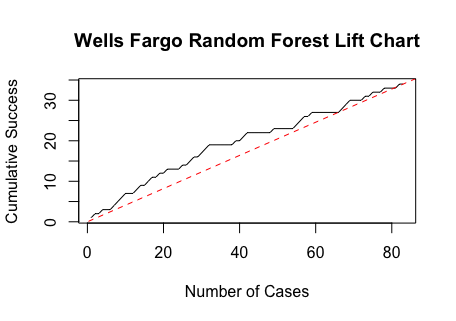 Wells Fargo Random Forest Lift Chart
Cumulative Success
30
20
10
0
0 20 40 60 80
Number of Cases